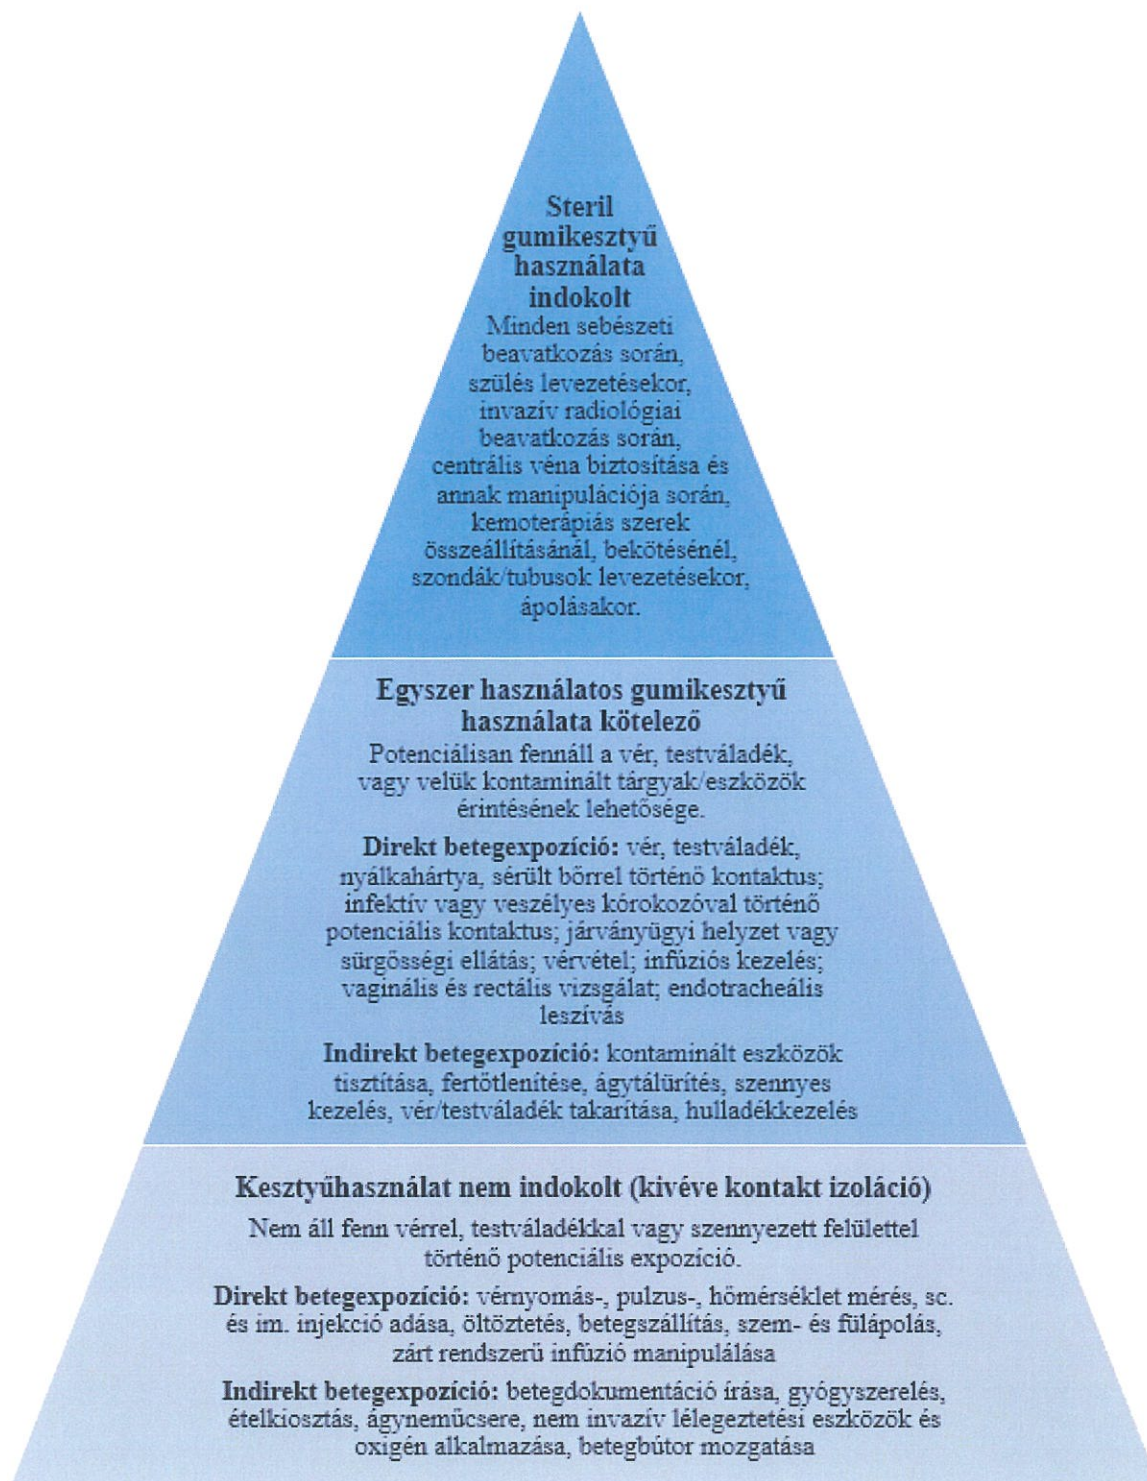 Steril
gumikesztyű
használata
indokolt
Minden sebészeti
beavatkozás során,
szülés levezetésekor,
invazív radiológiai
beavatkozás során,
centrális véna biztosítása és
annak manipulációja során,
kemoterápiás szerek
összeállításánál, bekötésénél,
szondák/tubusok levezetésekor,
ápolásakor.
Egyszer használatos gumikesztyű
használata kötelező
Potenciálisan fennáll a vér, testváladék,
vagy velük kontaminált tárgyak/eszközök
érintésének lehetősége.
Direkt betegexpozíció: vér, testváladék,
nyálkahártya, sérült bőrrel történő kontaktus;
infektív vagy veszélyes kórokozóval történő
potenciális kontaktus; járványügyi helyzet vagy
sürgősségi ellátás; vérvétel; infúziós kezelés;
vaginális és rectális vizsgálat; endotracheális
leszívás
Indirekt betegexpozíció: kontaminált eszközök
tisztítása, fertőtlenítése, ágytálürítés, szennyes
kezelés, vér/testváladék takarítása, hulladékkezelés
Kesztyűhasználat nem indokolt (kivéve kontakt izoláció)
Nem áll fenn vérrel, testváladékkal vagy szennyezett felülettel
történő potenciális expozíció.
Direkt betegexpozíció: vérnyomás-, pulzus-, hőmérséklet mérés, sc.
és im. injekció adása, öltöztetés, betegszállítás, szem- és fülápolás,
zárt rendszerű infúzió manipulálása
Indirekt betegexpozíció: betegdokumentáció írása, gyógyszerelés,
ételkiosztás, ágyneműcsere, nem invazív lélegeztetési eszközök és
oxigén alkalmazása, betegbútor mozgatása